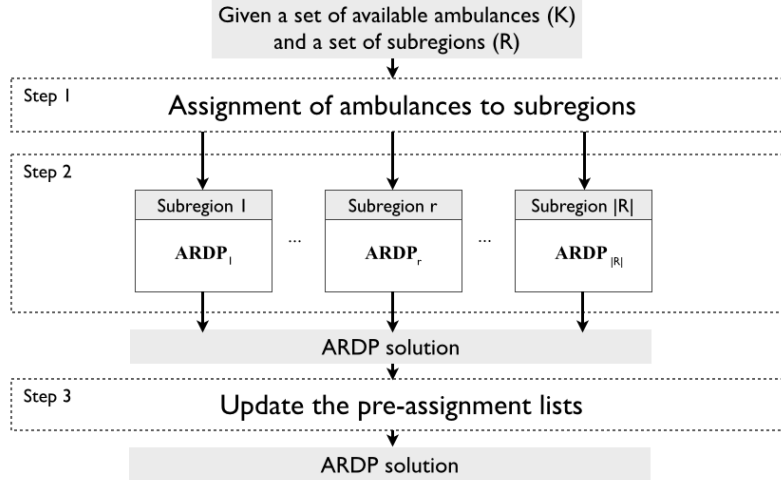 Given a set of available ambulances (K)
and a set of subregions (R)
Step 1
Assignment of ambulances to subregions
Step 2
Subregion 1
Subregion r
Subregion |R|
ARDP₁
...
ARDPᵣ
...
ARDP|R|
ARDP solution
Step 3
Update the pre-assignment lists
ARDP solution